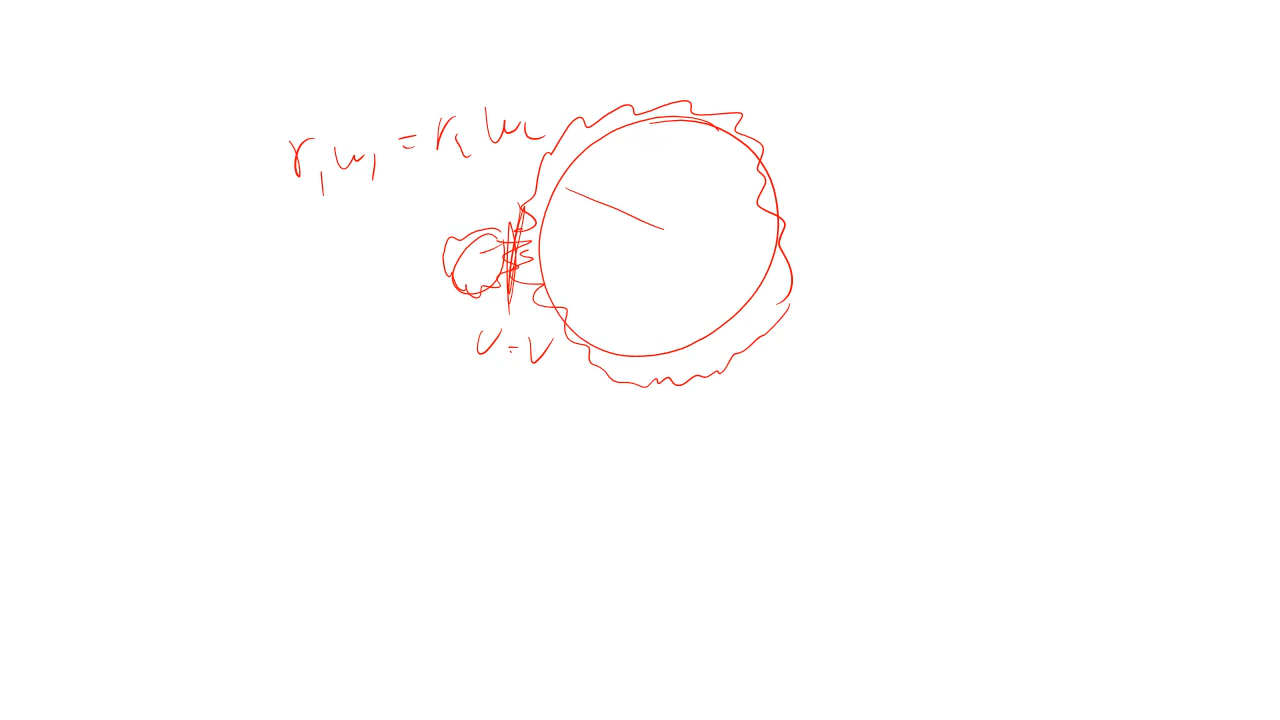 r₁ω₁ = r₂ω₂
v = v